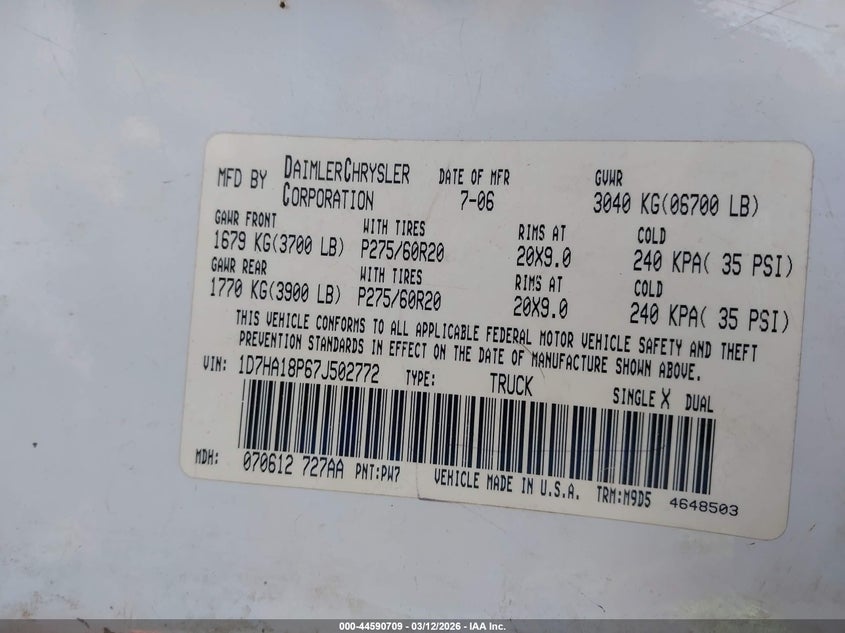 MFD BY DAIMLERCHRYSLER CORPORATION DATE OF MFR 7-06 GVWR 3040 KG(06700 LB)
GAWR FRONT WITH TIRES RIMS AT COLD
1679 KG(3700 LB) P275/60R20 20X9.0 240 KPA( 35 PSI)
GAWR REAR WITH TIRES RIMS AT COLD
1770 KG(3900 LB) P275/60R20 20X9.0 240 KPA( 35 PSI)
THIS VEHICLE CONFORMS TO ALL APPLICABLE FEDERAL MOTOR VEHICLE SAFETY AND THEFT
PREVENTION STANDARDS IN EFFECT ON THE DATE OF MANUFACTURE SHOWN ABOVE.
VIN: 1D7HA18P67J502772 TYPE: TRUCK SINGLE X DUAL
MDH: 070612 727AA PNT:PW7 VEHICLE MADE IN U.S.A. TRM:M9D5 4648503
000-44590709 - 03/12/2026 - IAA Inc.